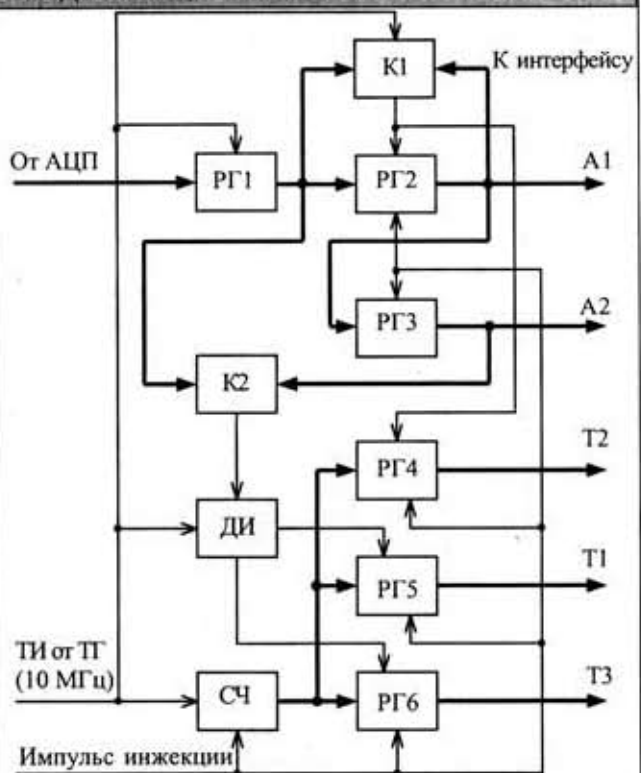 К1
К интерфейсу
От АЦП
РГ1
РГ2
А1
РГ3
А2
К2
Т2
РГ4
ДИ
Т1
РГ5
ТИ от ТГ
(10 МГц)
СЧ
РГ6
Т3
Импульс инжекции